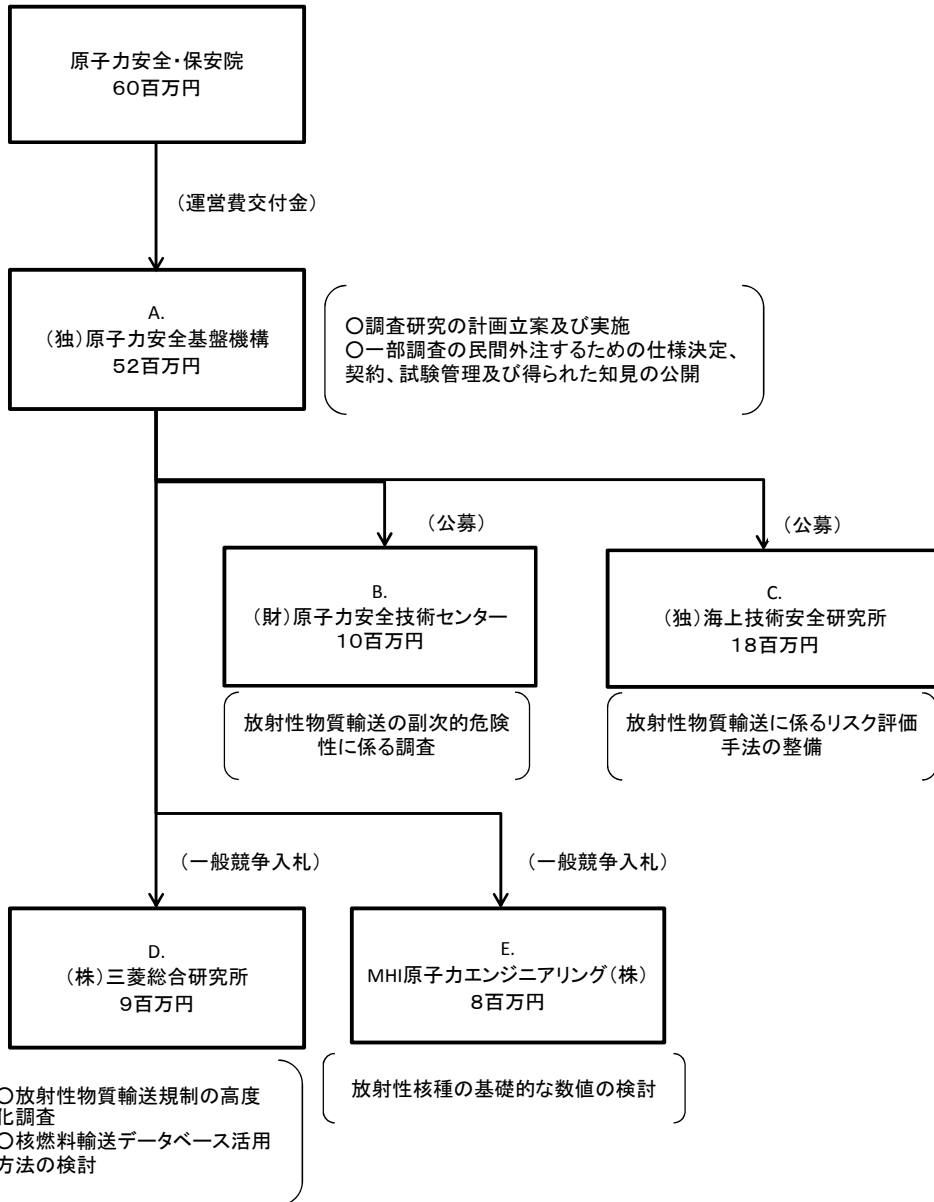 原子力安全・保安院
60百万円
（運営費交付金）
A.
（独）原子力安全基盤機構
52百万円
○調査研究の計画立案及び実施
○一部調査の民間外注するための仕様決定、
契約、試験管理及び得られた知見の公開
（公募）
（公募）
B.
（財）原子力安全技術センター
10百万円
C.
（独）海上技術安全研究所
18百万円
放射性物質輸送の副次的危険
性に係る調査
放射性物質輸送に係るリスク評価
手法の整備
（一般競争入札）
（一般競争入札）
D.
（株）三菱総合研究所
9百万円
E.
MHI原子力エンジニアリング（株）
8百万円
○放射性物質輸送規制の高度
化調査
○核燃料輸送データベース活用
方法の検討
放射性核種の基礎的な数値の検討